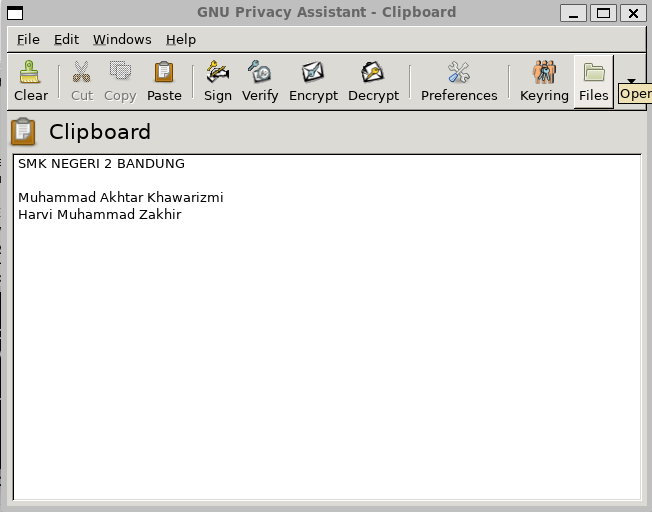 GNU Privacy Assistant - Clipboard
File Edit Windows Help
Clear Cut Copy Paste Sign Verify Encrypt Decrypt Preferences Keyring Files
Clipboard
SMK NEGERI 2 BANDUNG
Muhammad Akhtar Khawarizmi
Harvi Muhammad Zakhir